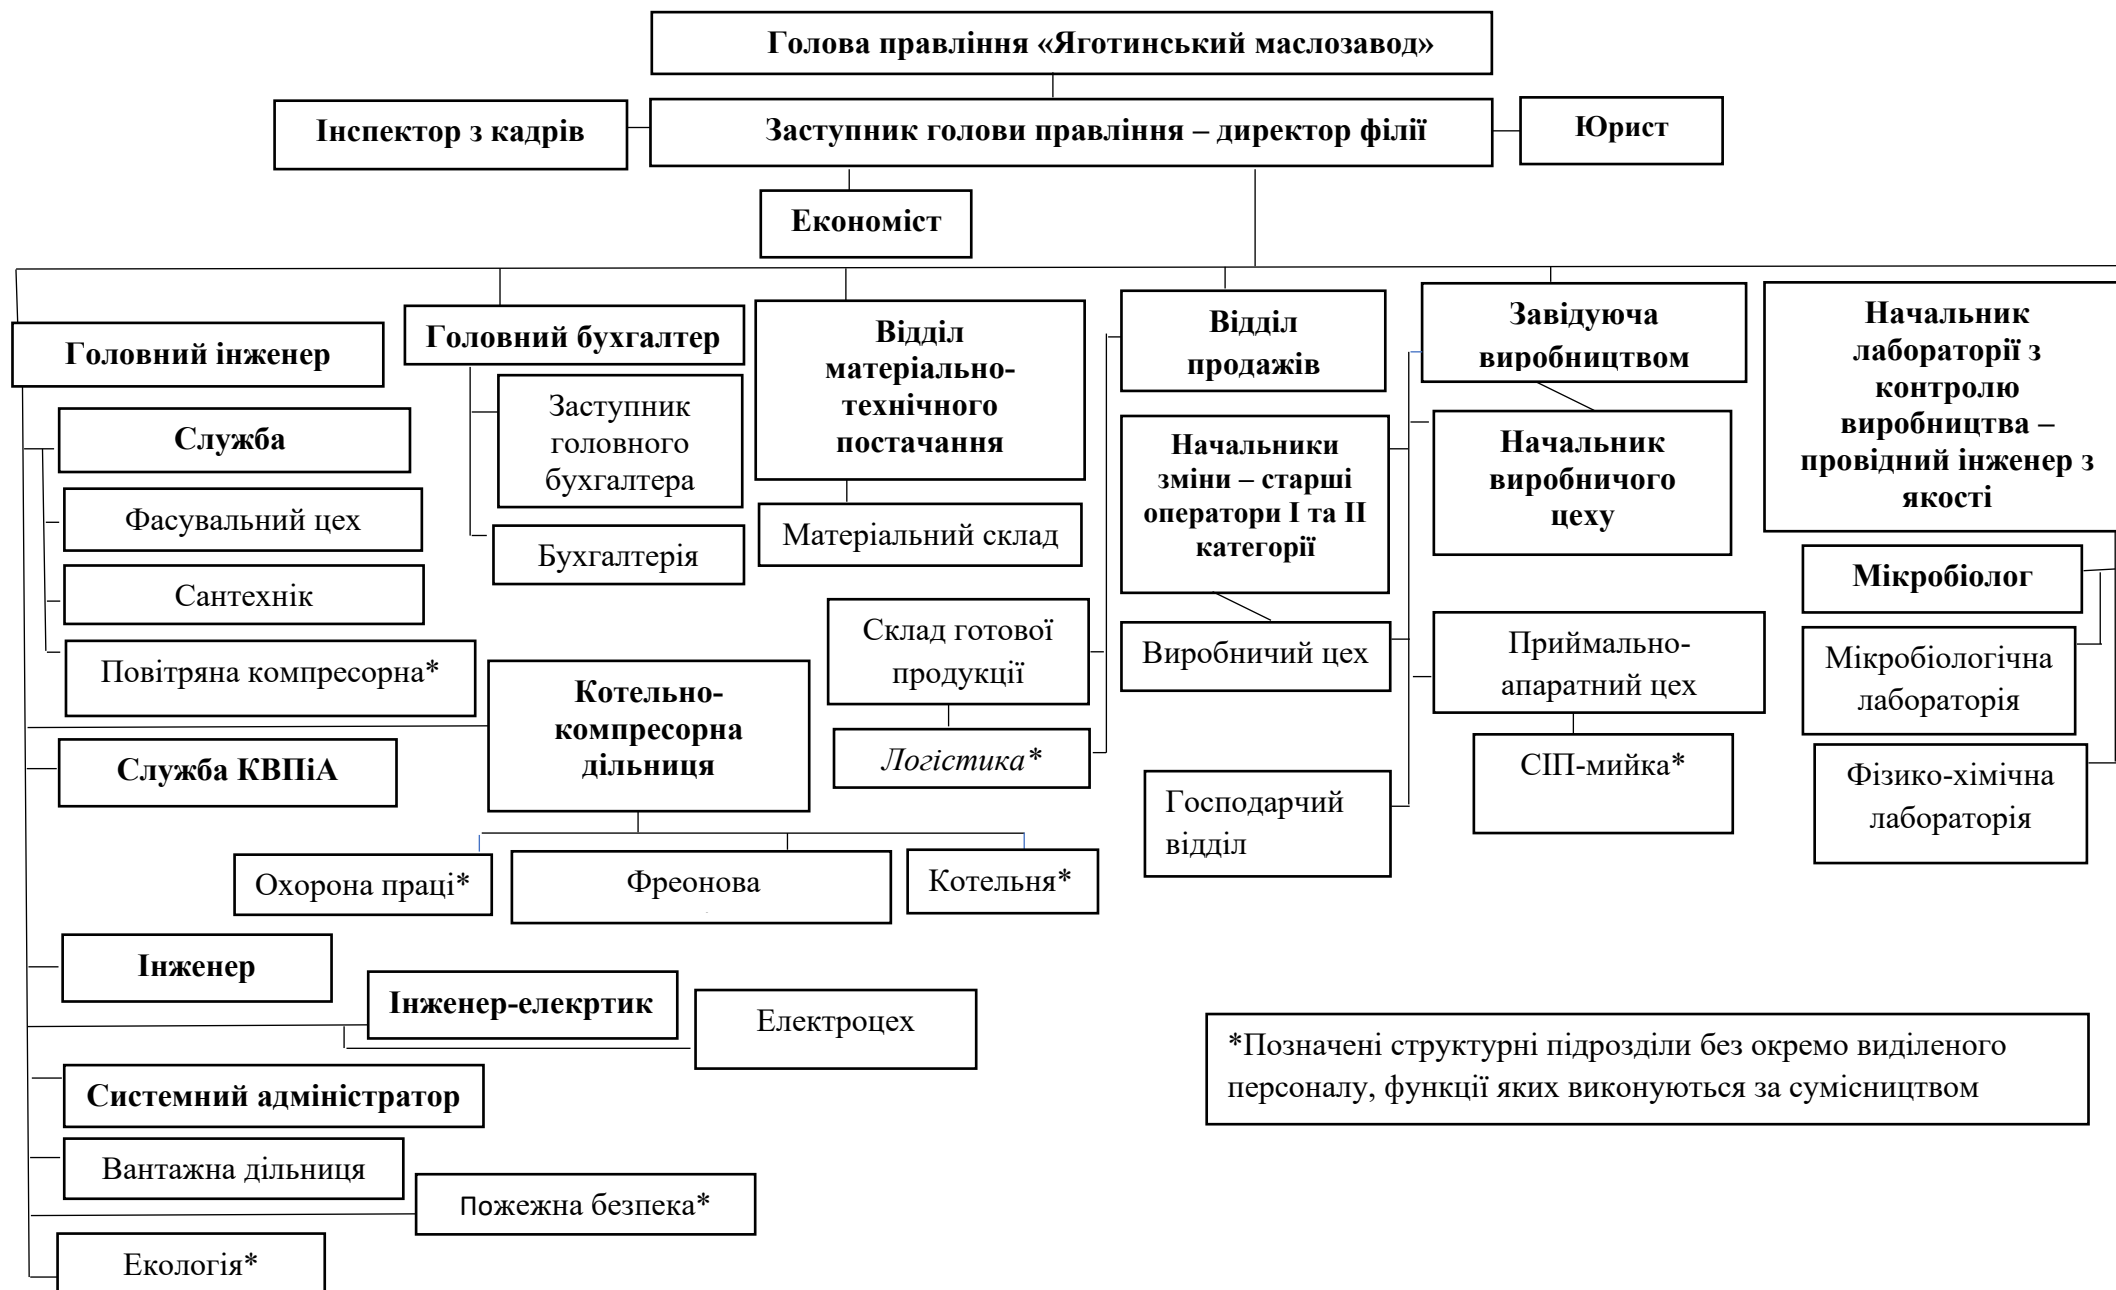 Голова правління «Яготинський маслозавод»
Інспектор з кадрів
Заступник голови правління – директор філії
Юрист
Економіст
Головний інженер
Головний бухгалтер
Відділ
матеріально-
технічного
постачання
Відділ
продажів
Завідуюча
виробництвом
Начальник
лабораторії з
контролю
виробництва –
провідний інженер з
якості
Служба
Фасувальний цех
Сантехнік
Повітряна компресорна*
Заступник
головного
бухгалтера
Бухгалтерія
Матеріальний склад
Начальники
зміни – старші
оператори І та ІІ
категорії
Начальник
виробничого
цеху
Мікробіолог
Склад готової
продукції
Логістика*
Виробничий цех
Приймально-
апаратний цех
СІП-мийка*
Мікробіологічна
лабораторія
Фізико-хімічна
лабораторія
Господарчий
відділ
Котельно-
компресорна
дільниця
Служба КВПіА
Охорона праці*
Фреонова
Котельня*
Інженер
Інженер-елекртик
Електроцех
Системний адміністратор
Вантажна дільниця
Пожежна безпека*
Екологія*
*Позначені структурні підрозділи без окремо виділеного
персоналу, функції яких виконуються за сумісництвом